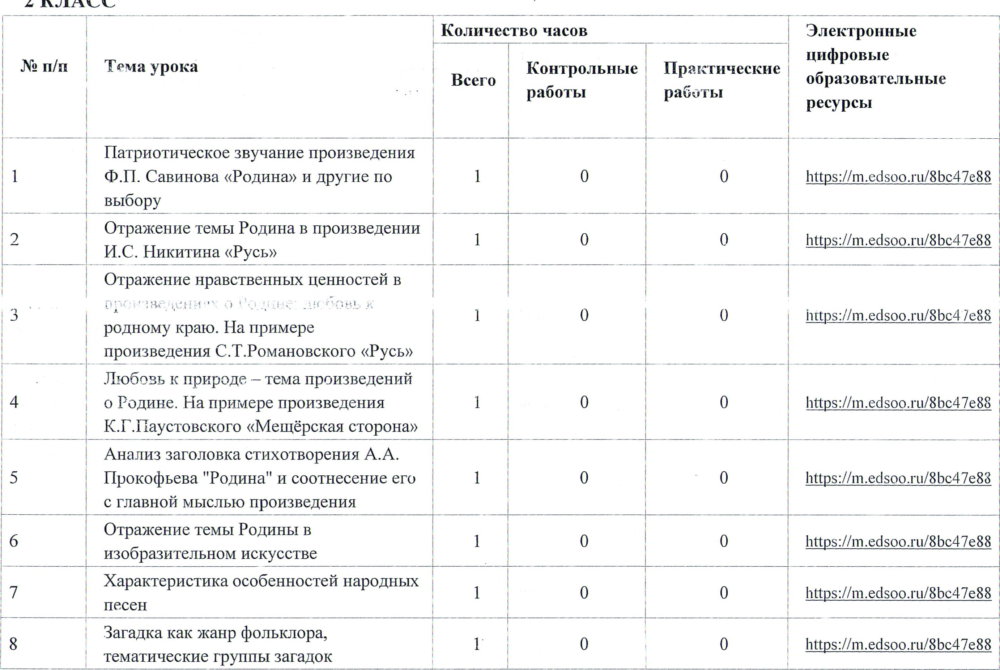 2 КЛАСС
№ п/п
Тема урока
Количество часов
Всего
Контрольные
работы
Практические
работы
Электронные
цифровые
образовательные
ресурсы
1
Патриотическое звучание произведения
Ф.П. Савинова «Родина» и другие по
выбору
1
0
0
https://m.edsoo.ru/8bc47e88
2
Отражение темы Родина в произведении
И.С. Никитина «Русь»
1
0
0
https://m.edsoo.ru/8bc47e88
3
Отражение нравственных ценностей в
произведениях о Родине: любовь к
родному краю. На примере
произведения С.Т.Романовского «Русь»
1
0
0
https://m.edsoo.ru/8bc47e88
4
Любовь к природе – тема произведений
о Родине. На примере произведения
К.Г.Паустовского «Мещёрская сторона»
1
0
0
https://m.edsoo.ru/8bc47e88
5
Анализ заголовка стихотворения А.А.
Прокофьева "Родина" и соотнесение его
с главной мыслью произведения
1
0
0
https://m.edsoo.ru/8bc47e88
6
Отражение темы Родины в
изобразительном искусстве
1
0
0
https://m.edsoo.ru/8bc47e88
7
Характеристика особенностей народных
песен
1
0
0
https://m.edsoo.ru/8bc47e88
8
Загадка как жанр фольклора,
тематические группы загадок
1
0
0
https://m.edsoo.ru/8bc47e88